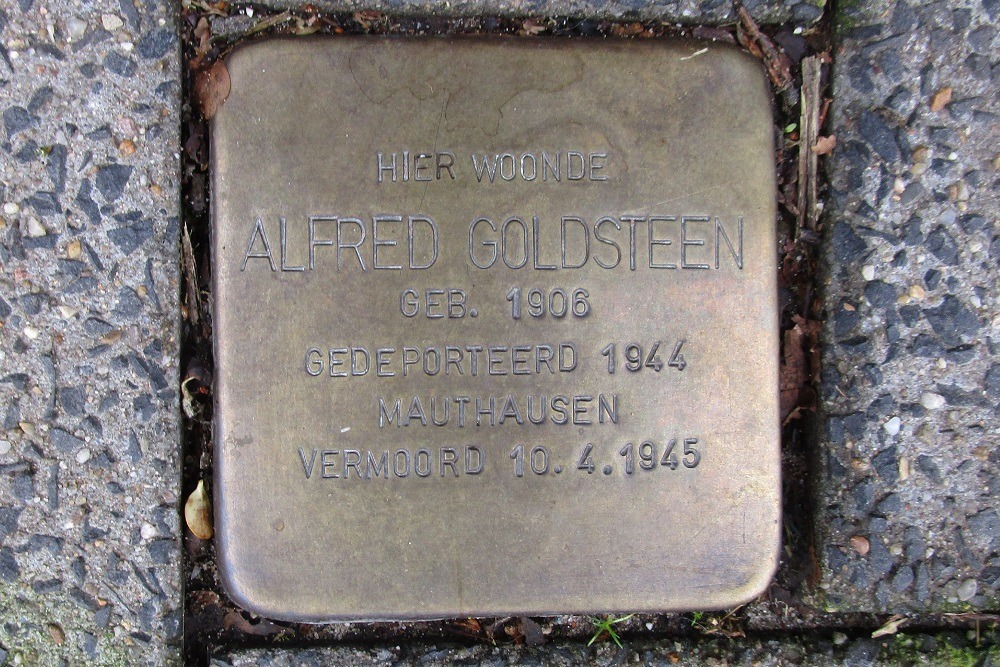 HIER WOONDE
ALFRED GOLDSTEEN
GEB. 1906
GEDEPORTEERD 1944
MAUTHAUSEN
VERMOORD 10.4.1945